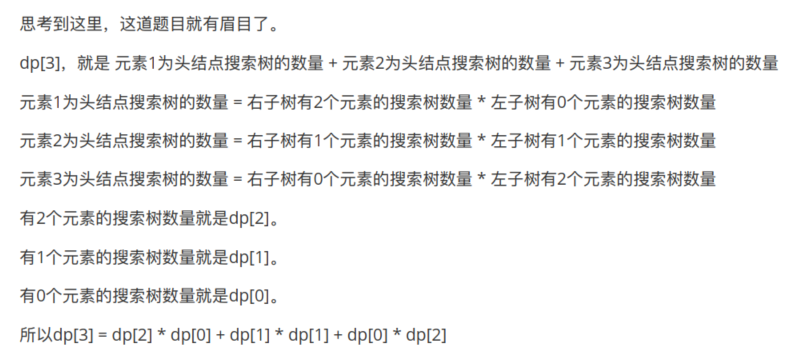 思考到这里，这道题目就有眉目了。
dp[3]，就是 元素1为头结点搜索树的数量 + 元素2为头结点搜索树的数量 + 元素3为头结点搜索树的数量
元素1为头结点搜索树的数量 = 右子树有2个元素的搜索树数量 * 左子树有0个元素的搜索树数量
元素2为头结点搜索树的数量 = 右子树有1个元素的搜索树数量 * 左子树有1个元素的搜索树数量
元素3为头结点搜索树的数量 = 右子树有0个元素的搜索树数量 * 左子树有2个元素的搜索树数量
有2个元素的搜索树数量就是dp[2]。
有1个元素的搜索树数量就是dp[1]。
有0个元素的搜索树数量就是dp[0]。
所以dp[3] = dp[2] * dp[0] + dp[1] * dp[1] + dp[0] * dp[2]